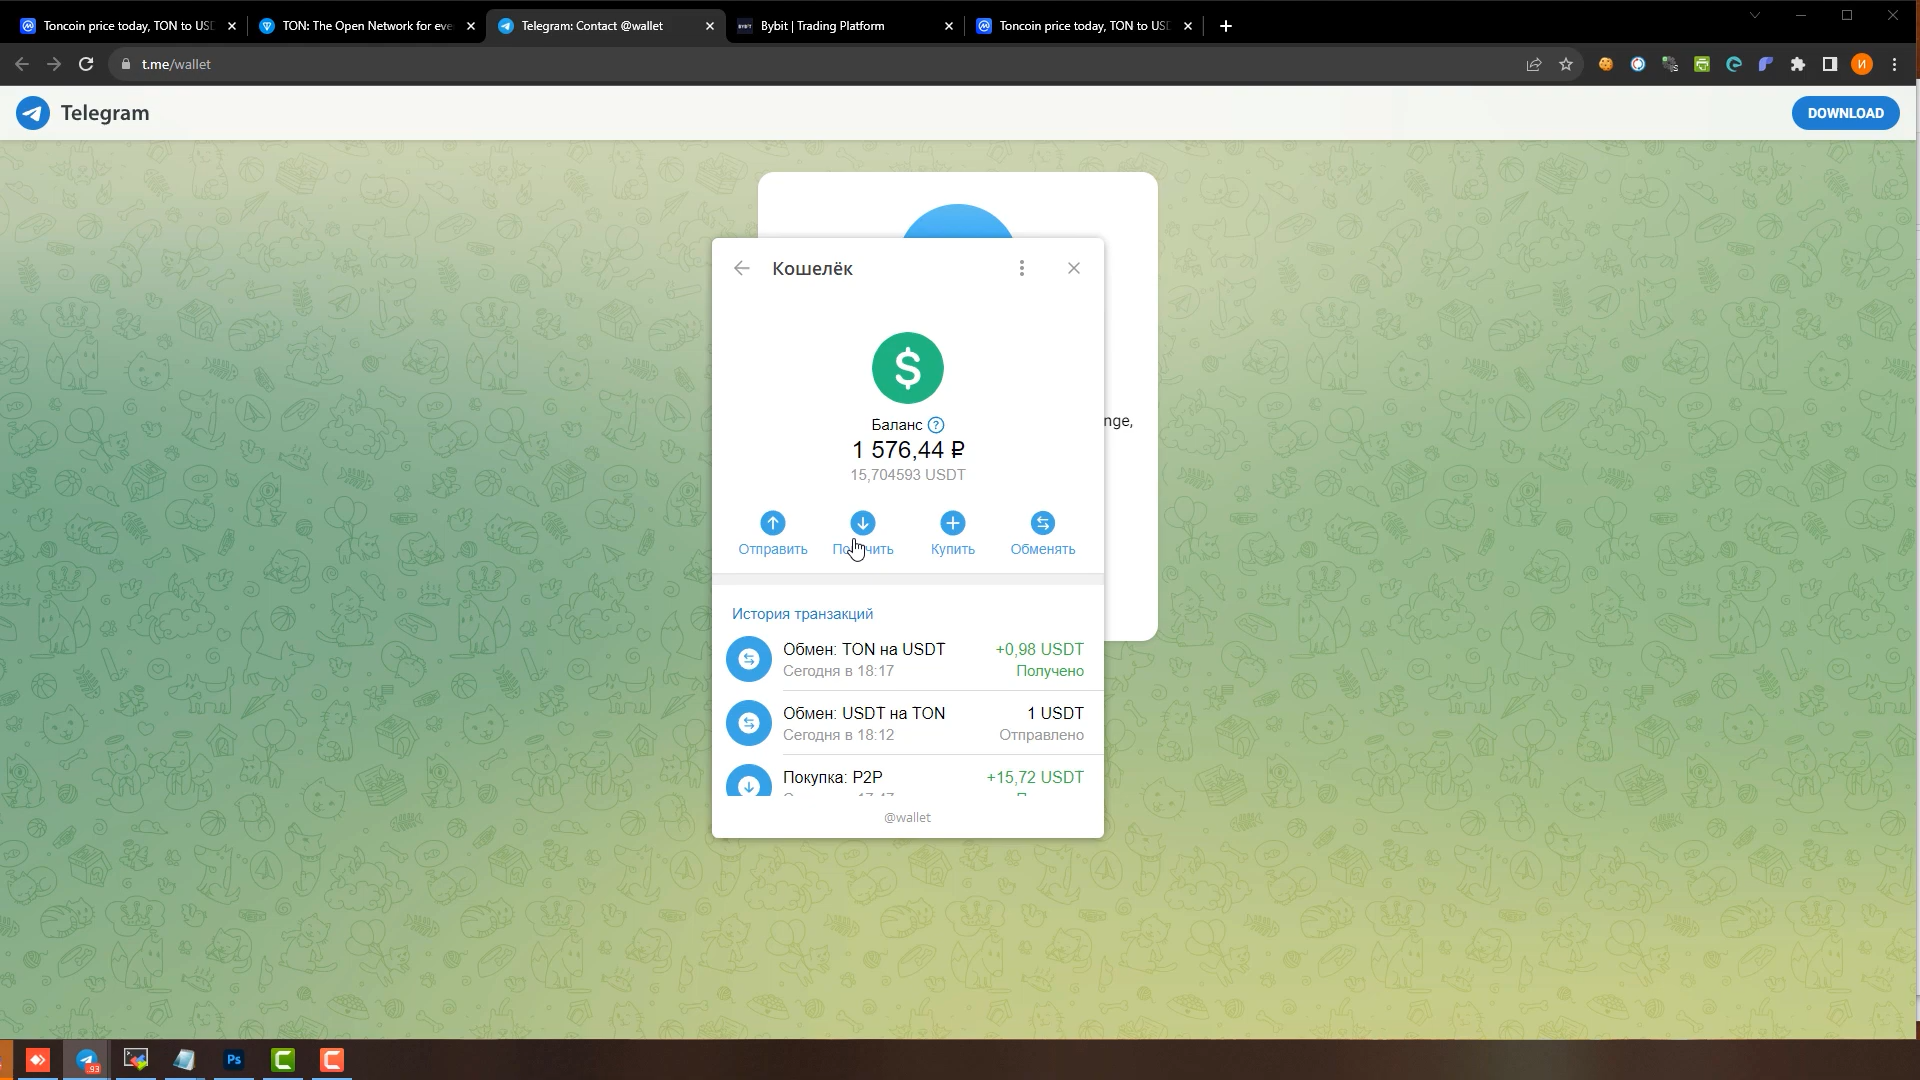 Toncoin price today, TON to USD
TON: The Open Network for eve
Telegram: Contact @wallet
Bybit | Trading Platform
Toncoin price today, TON to USD
t.me/wallet
Telegram
DOWNLOAD
Кошелёк
nge,
Баланс
1 576,44 ₽
15,704593 USDT
Отправить
Получить
Купить
Обменять
История транзакций
Обмен: TON на USDT
+0,98 USDT
Сегодня в 18:17
Получено
Обмен: USDT на TON
1 USDT
Сегодня в 18:12
Отправлено
Покупка: P2P
+15,72 USDT
@wallet
Ps
93